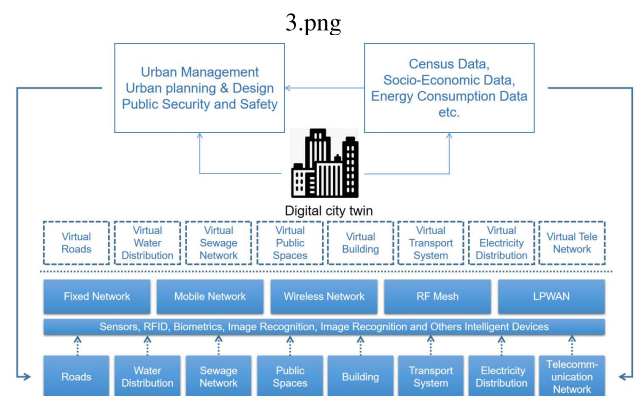 3.png
Urban Management
Urban planning & Design
Public Security and Safety
Census Data,
Socio-Economic Data,
Energy Consumption Data
etc.
Digital city twin
Virtual
Roads
Virtual
Water
Distribution
Virtual
Sewage
Network
Virtual
Public
Spaces
Virtual
Building
Virtual
Transport
System
Virtual
Electricity
Distribution
Virtual Tele
Network
Fixed Network
Mobile Network
Wireless Network
RF Mesh
LPWAN
Sensors, RFID, Biometrics, Image Recognition, Image Recognition and Others Intelligent Devices
Roads
Water
Distribution
Sewage
Network
Public
Spaces
Building
Transport
System
Electricity
Distribution
Telecomm-
unication
Network